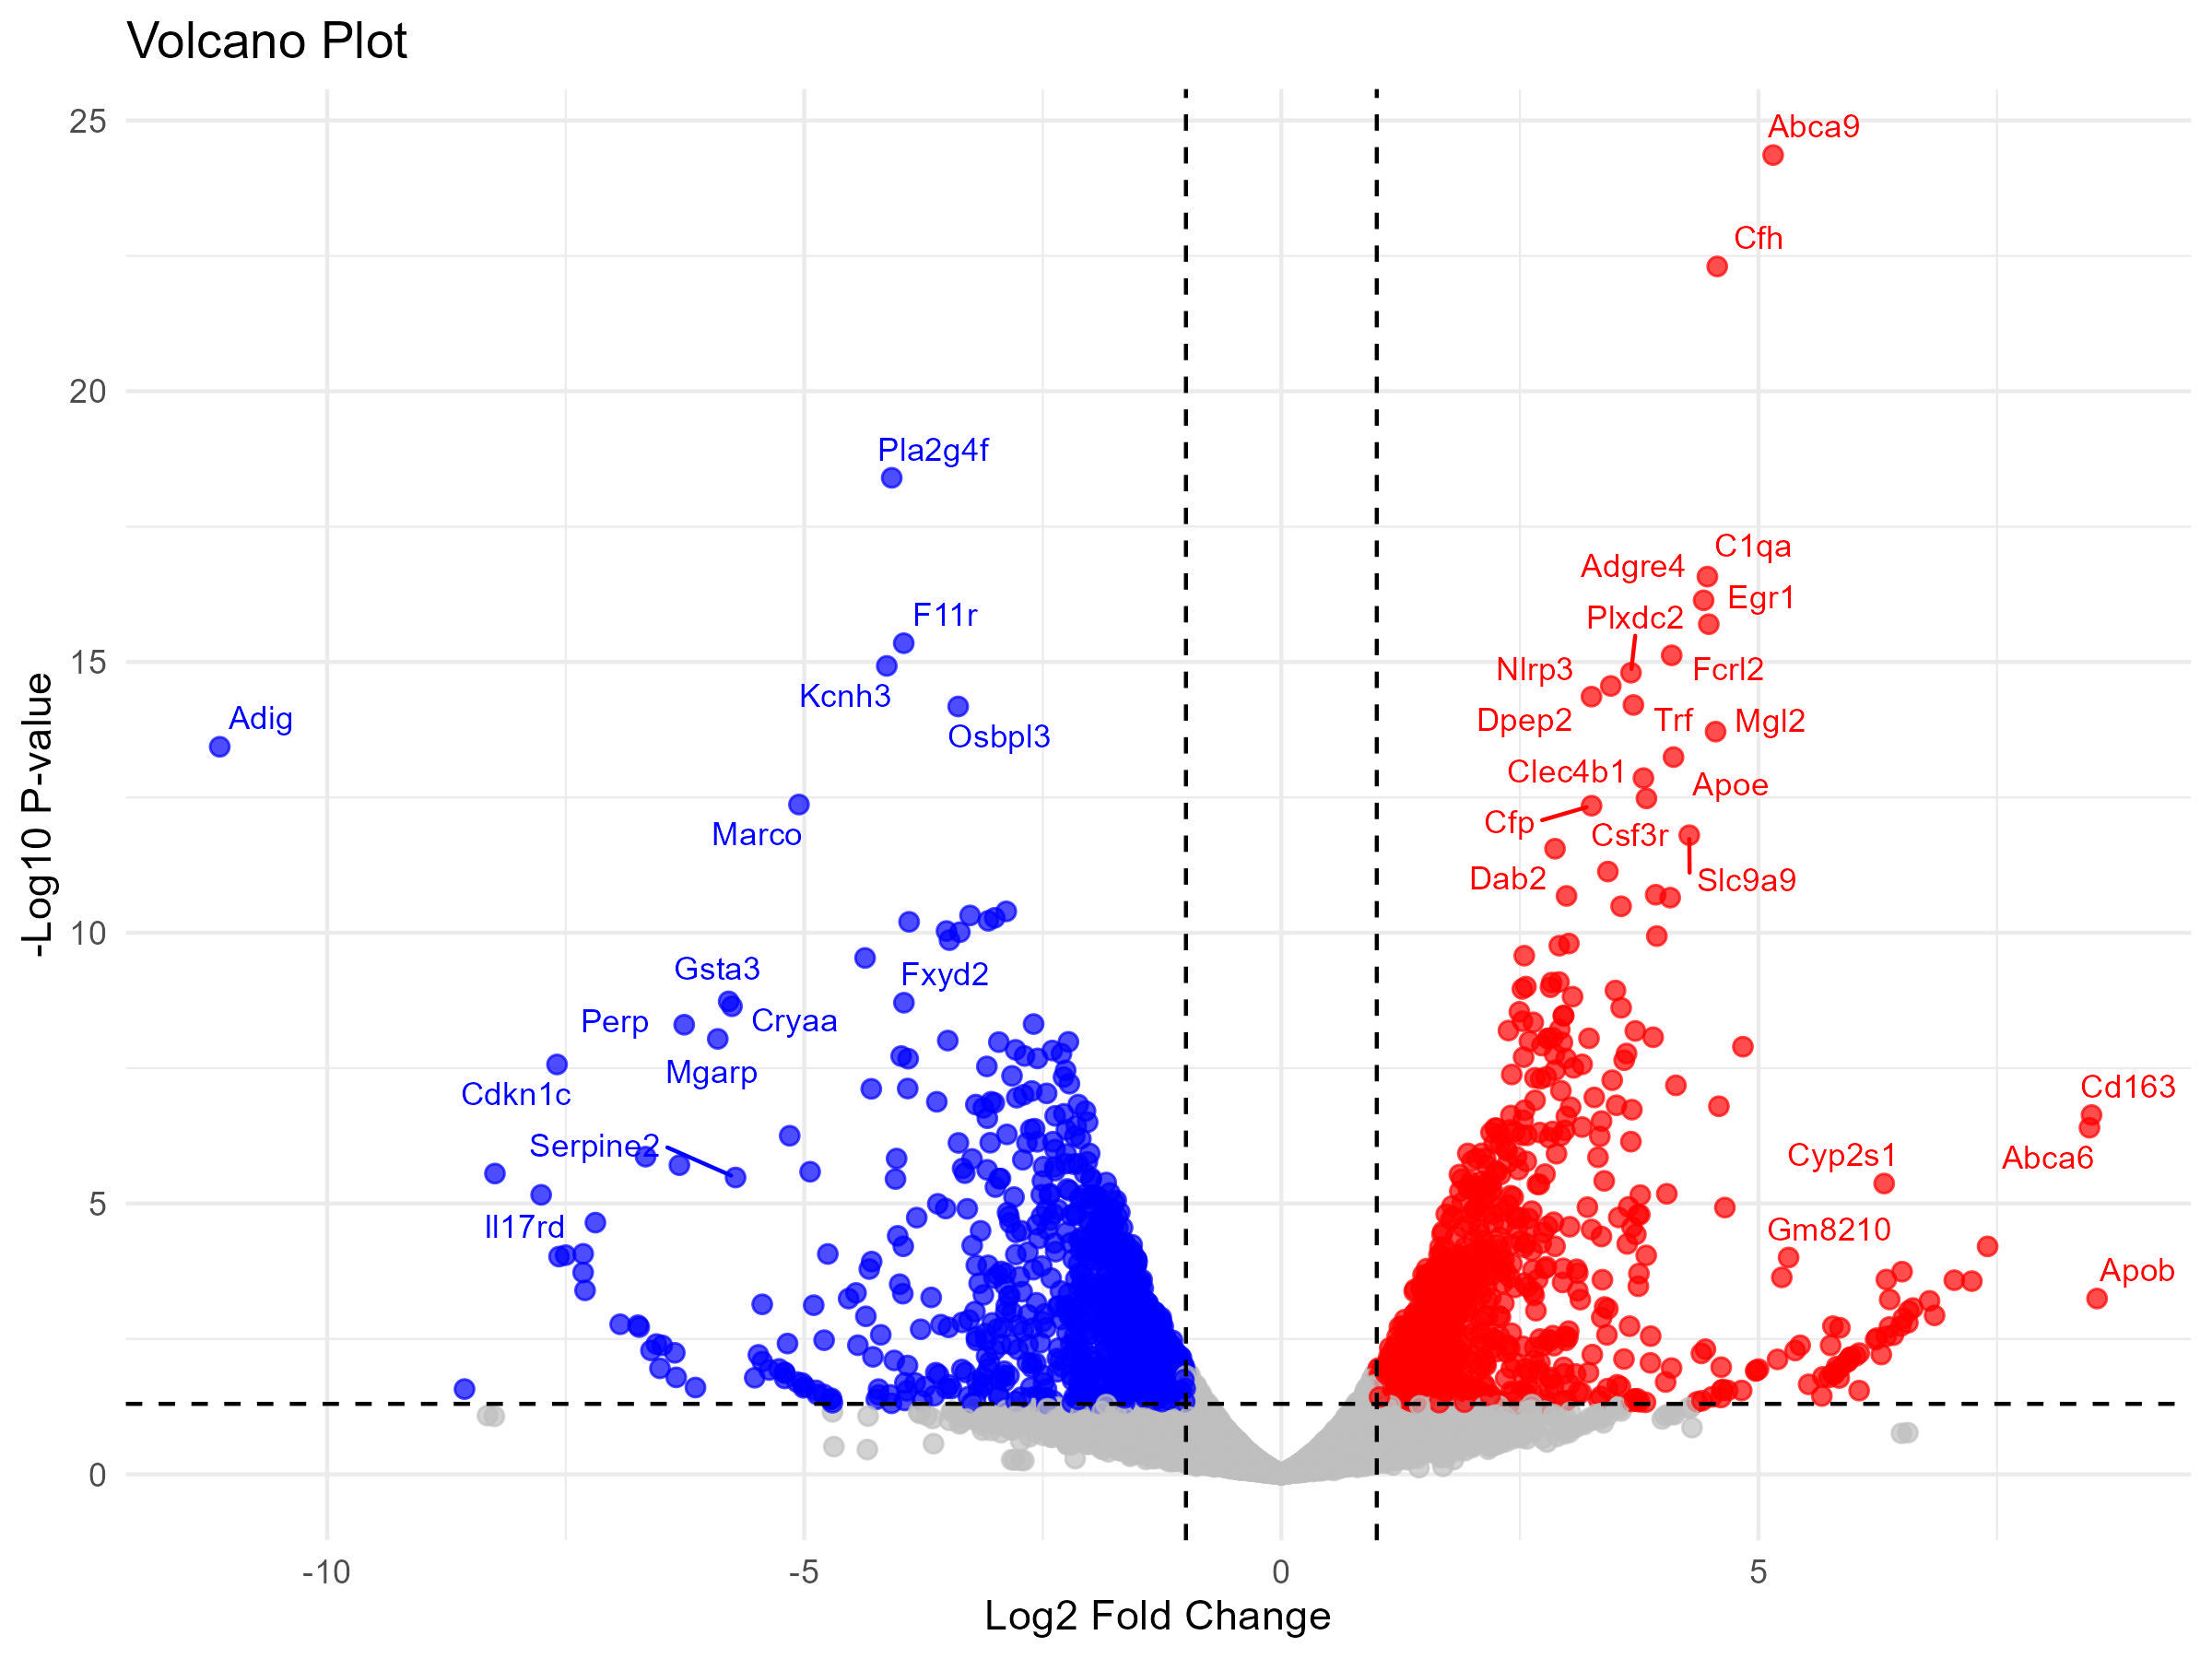 Volcano Plot
25
Abca9
Cfh
20
Pla2g4f
C1qa
Adgre4
Egr1
F11r
Plxdc2
15
Nlrp3
Fcrl2
Kcnh3
Adig
Dpep2
Trf
Mgl2
Osbpl3
Clec4b1
Apoe
Marco
Cfp
Csf3r
Dab2
Slc9a9
10
Gsta3
Fxyd2
Perp
Cryaa
Mgarp
Cdkn1c
Cd163
Serpine2
Cyp2s1
Abca6
5
Il17rd
Gm8210
Apob
0
-Log10 P-value
-10
-5
0
5
Log2 Fold Change